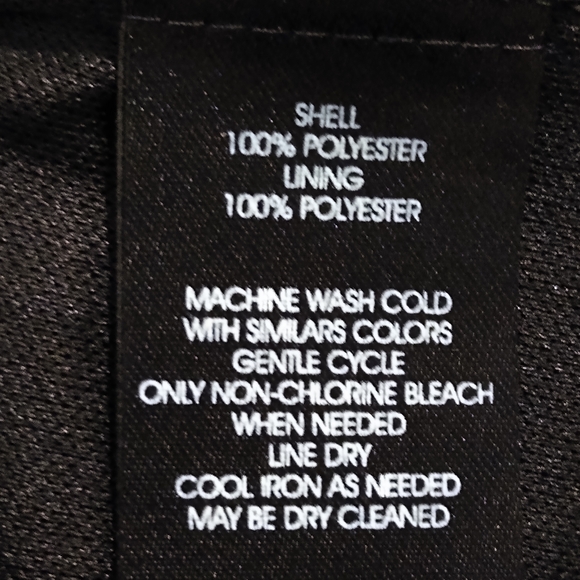 SHELL
100% POLYESTER
LINING
100% POLYESTER
MACHINE WASH COLD
WITH SIMILARS COLORS
GENTLE CYCLE
ONLY NON-CHLORINE BLEACH
WHEN NEEDED
LINE DRY
COOL IRON AS NEEDED
MAY BE DRY CLEANED